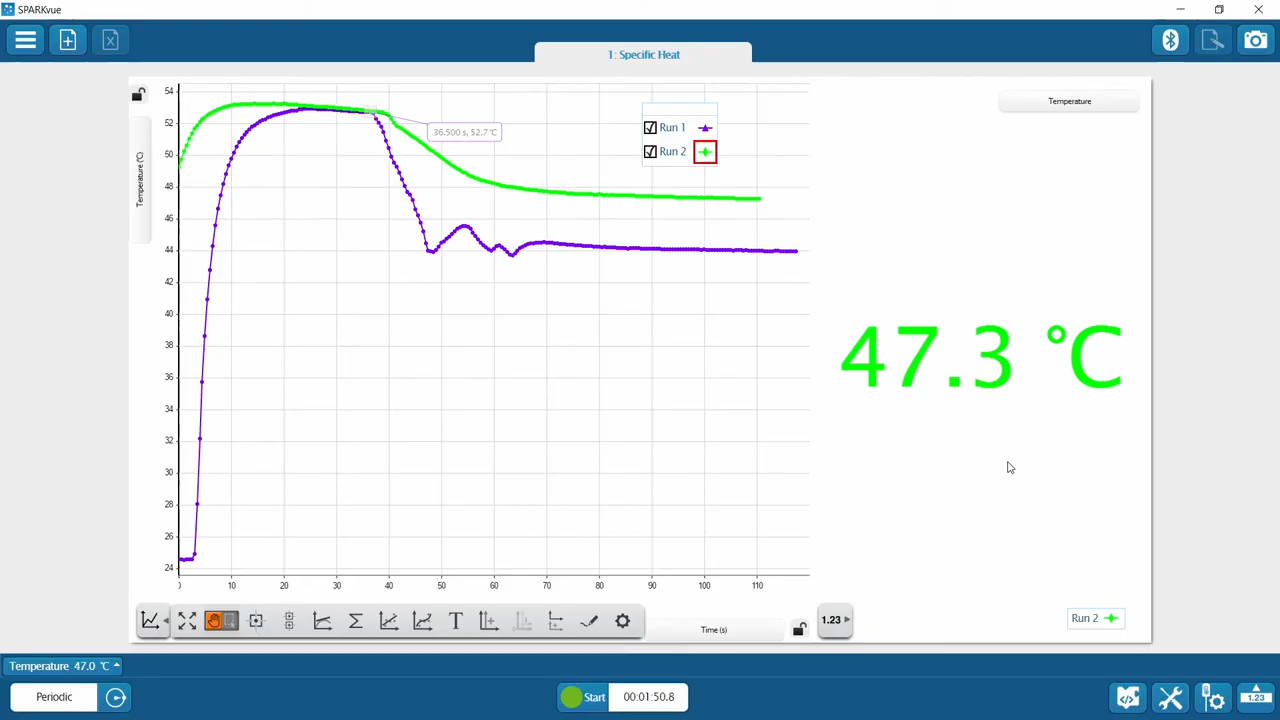 SPARKvue
1: Specific Heat
Temperature (℃)
54
52
50
48
46
44
42
40
38
36
34
32
30
28
26
24
36.500 s, 52.7 ℃
Run 1
Run 2
0
10
20
30
40
50
60
70
80
90
100
110
Time (s)
Temperature
47.3 ℃
1.23
Run 2
Temperature 47.0 ℃
Periodic
Start
00:01:50.8
1.23